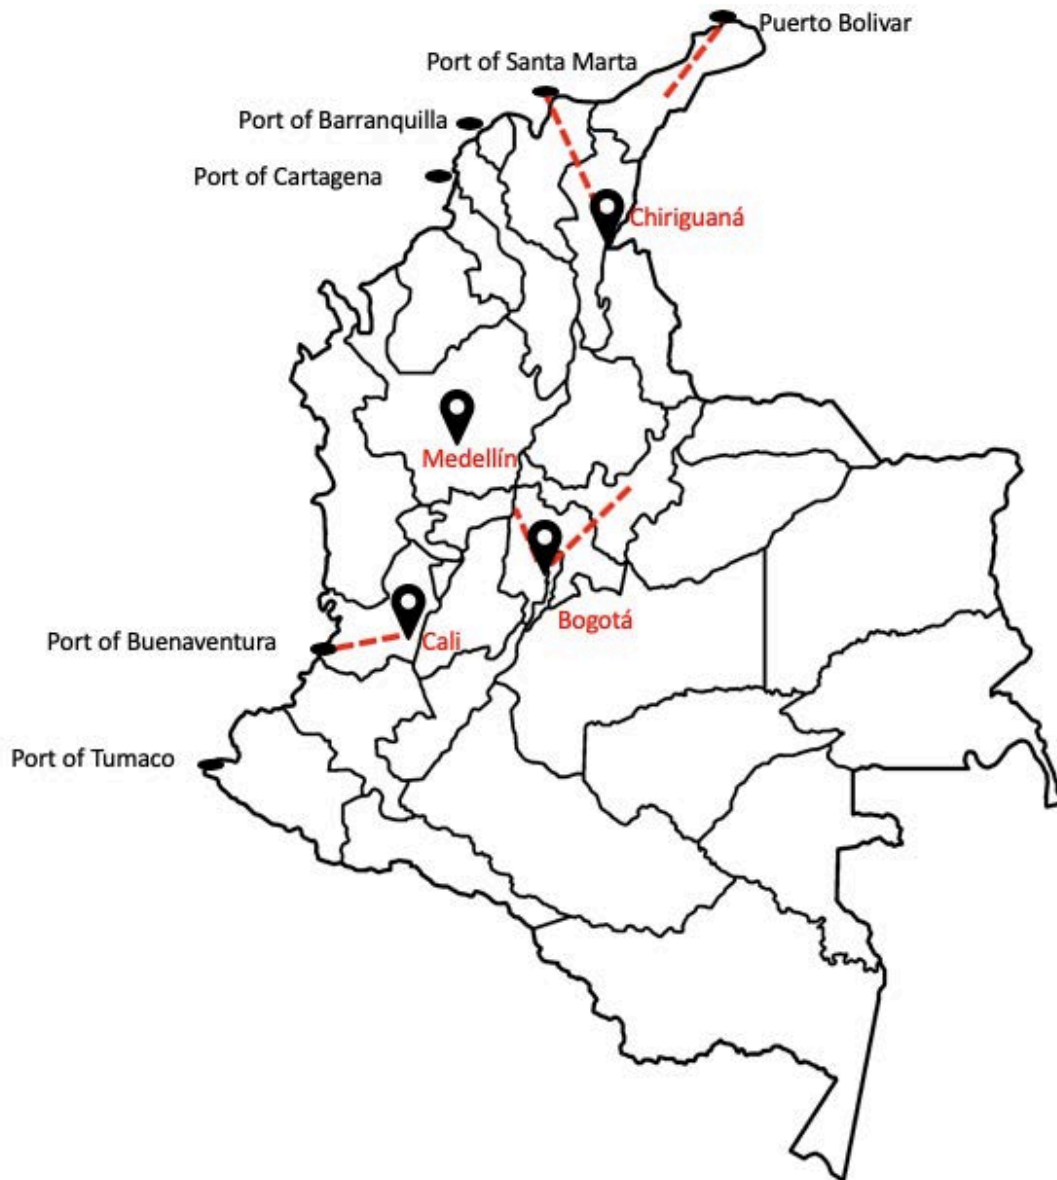 Puerto Bolivar
Port of Santa Marta
Port of Barranquilla
Port of Cartagena
Chiriguaná
Medellín
Bogotá
Port of Buenaventura
Cali
Port of Tumaco